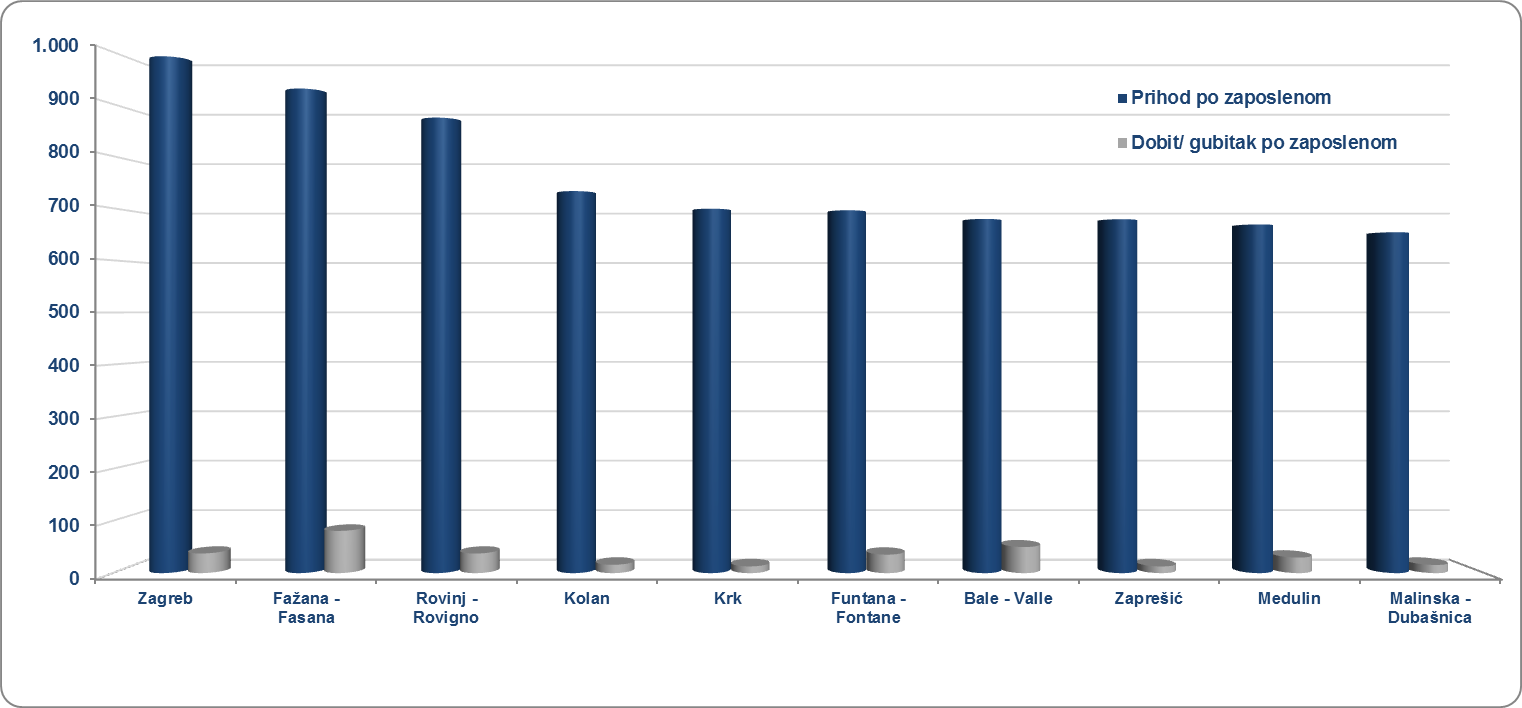 1.000
900
800
700
600
500
400
300
200
100
0
Prihod po zaposlenom
Dobit/ gubitak po zaposlenom
Zagreb
Fažana -
Fasana
Rovinj -
Rovigno
Kolan
Krk
Funtana -
Fontane
Bale - Valle
Zaprešić
Medulin
Malinska -
Dubašnica